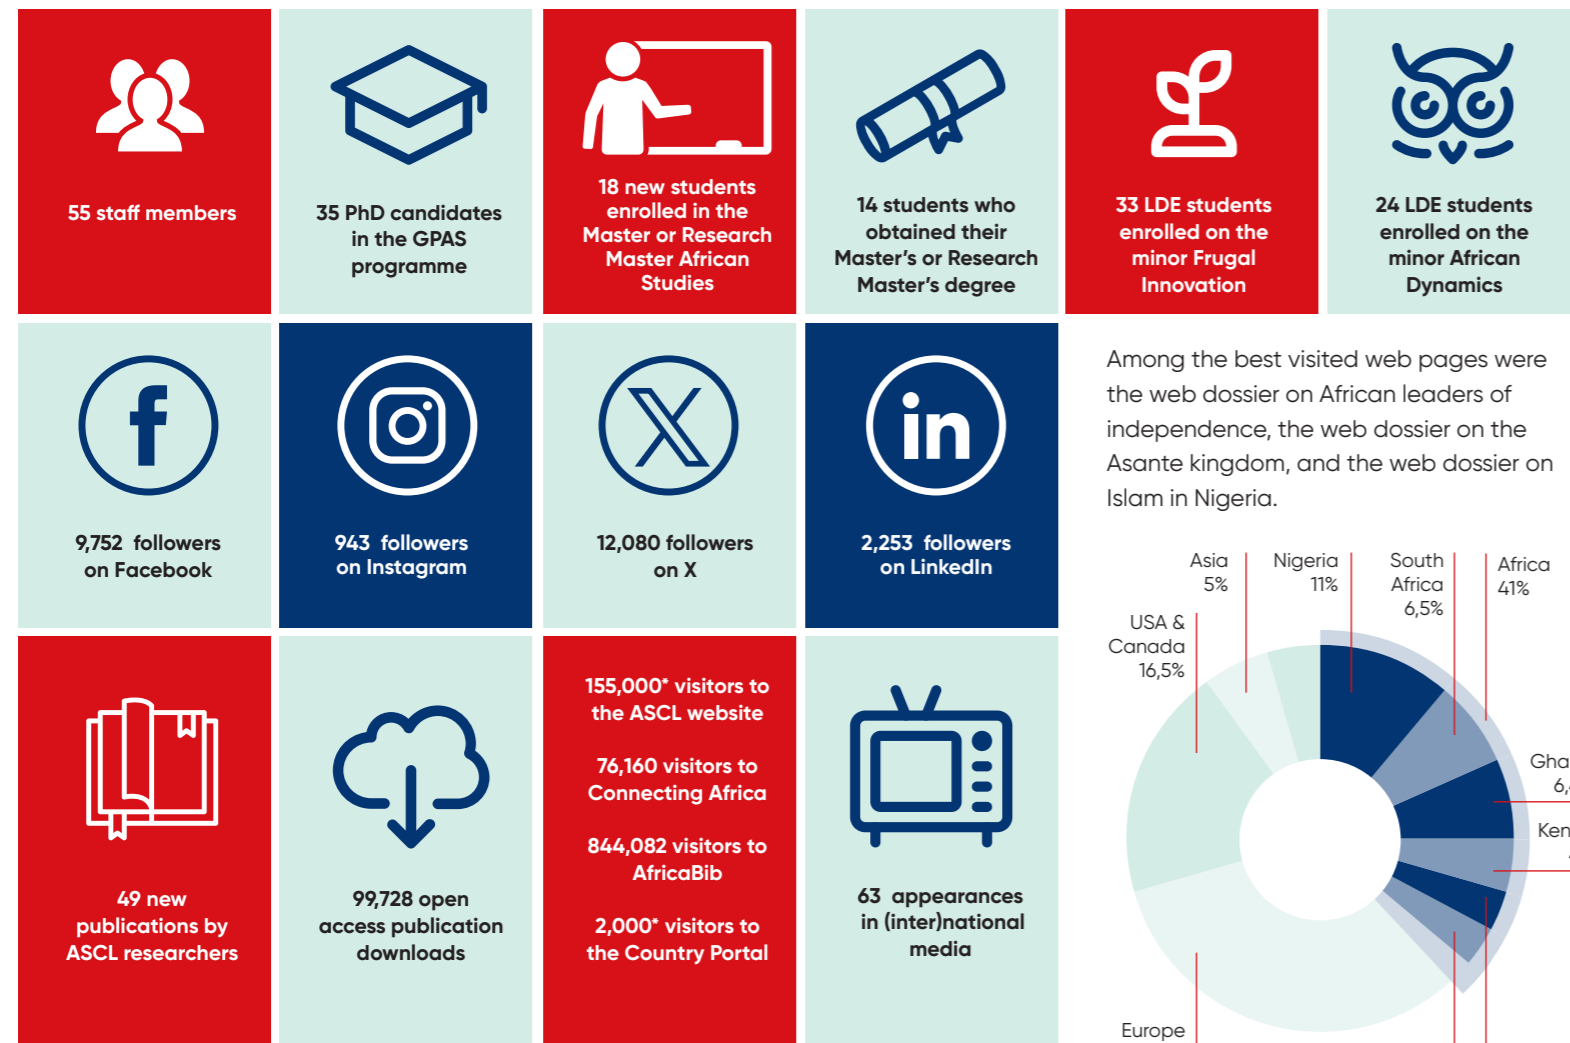 55 staff members
35 PhD candidates
in the GPAS
programme
18 new students
enrolled in the
Master or Research
Master African
Studies
14 students who
obtained their
Master's or Research
Master's degree
33 LDE students
enrolled on the
minor Frugal
Innovation
24 LDE students
enrolled on the
minor African
Dynamics
9,752 followers
on Facebook
943 followers
on Instagram
12,080 followers
on X
2,253 followers
on LinkedIn
Among the best visited web pages were
the web dossier on African leaders of
independence, the web dossier on the
Asante kingdom, and the web dossier on
Islam in Nigeria.
49 new
publications by
ASCL researchers
99,728 open
access publication
downloads
155,000* visitors to
the ASCL website
76,160 visitors to
Connecting Africa
844,082 visitors to
AfricaBib
2,000* visitors to
the Country Portal
63 appearances
in (inter)national
media
Asia
5%
Nigeria
11%
South
Africa
6,5%
Africa
41%
USA &
Canada
16,5%
Europe